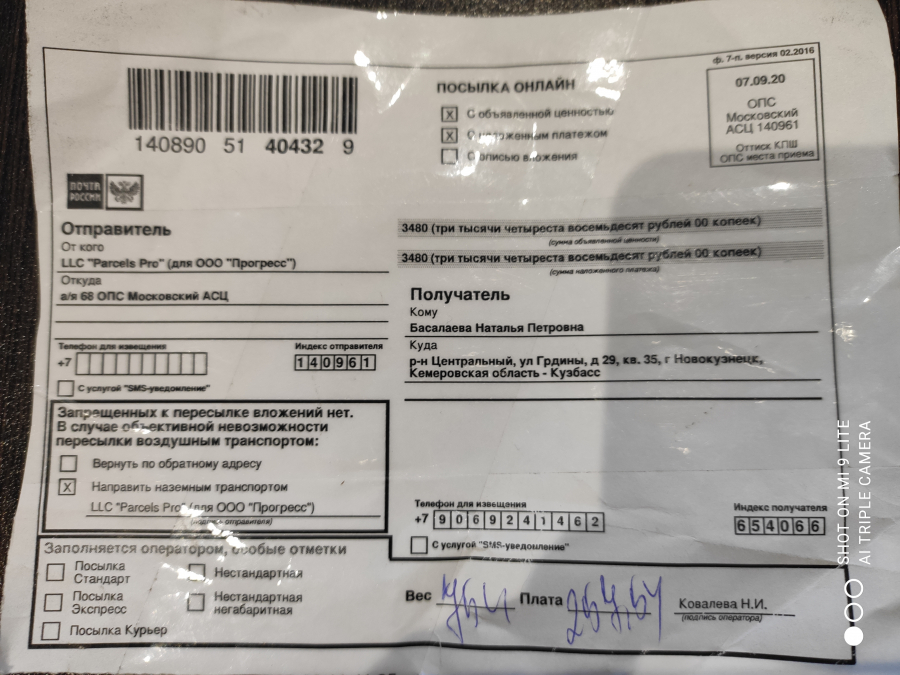 ф. 7-п. версия 02.2016
140890 51 40432 9
ПОСЫЛКА ОНЛАЙН
X С объявленной ценностью
X С наложенным платежом
С описью вложения
07.09.20
ОПС
Московский
АСЦ 140961
Оттиск КПШ
ОПС места приема
ПОЧТА
РОССИИ
Отправитель
От кого
LLC "Parcels Pro" (для ООО "Прогресс")
Откуда
а/я 68 ОПС Московский АСЦ
Телефон для извещения
+7
Индекс отправителя
140961
С услугой "SMS-уведомление"
3480 (три тысячи четыреста восемьдесят рублей 00 копеек)
(сумма объявленной ценности)
3480 (три тысячи четыреста восемьдесят рублей 00 копеек)
(сумма наложенного платежа)
Получатель
Кому
Басалаева Наталья Петровна
Куда
р-н Центральный, ул Грдины, д 29, кв. 35, г Новокузнецк,
Кемеровская область - Кузбасс
Запрещенных к пересылке вложений нет.
В случае объективной невозможности
пересылки воздушным транспортом:
Вернуть по обратному адресу
X Направить наземным транспортом
LLC "Parcels Pro" (для ООО "Прогресс")
(подпись отправителя)
Телефон для извещения
+7 9069241462
Индекс получателя
654066
С услугой "SMS-уведомление"
Заполняется оператором, особые отметки
Посылка
Стандарт
Нестандартная
Посылка
Экспресс
Нестандартная
негабаритная
Посылка Курьер
Вес
Плата
Ковалева Н.И.
(подпись оператора)
SHOT ON MI 9 LITE
AI TRIPLE CAMERA